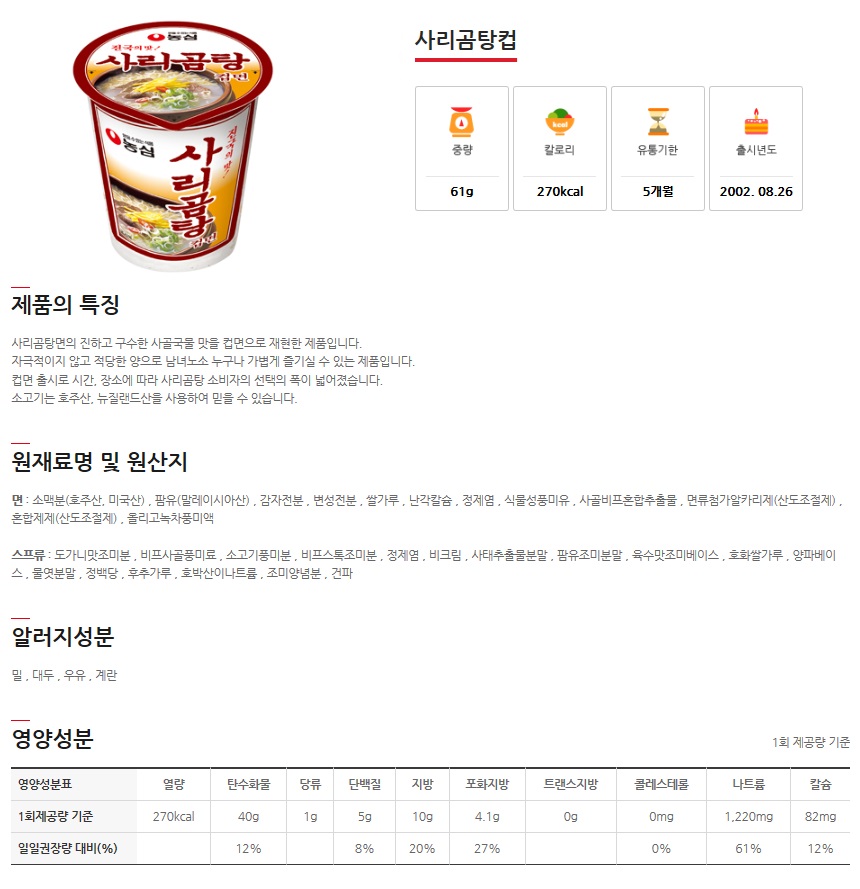 농심
진국의 맛!
사리곰탕
컵면
농심
진국의 맛!
사리곰탕
컵면
사리곰탕컵
중량
칼로리
유통기한
출시년도
kcal
61g
270kcal
5개월
2002. 08.26
제품의 특징
사리곰탕면의 진하고 구수한 사골국물 맛을 컵면으로 재현한 제품입니다.
자극적이지 않고 적당한 양으로 남녀노소 누구나 가볍게 즐기실 수 있는 제품입니다.
컵면 출시로 시간, 장소에 따라 사리곰탕 소비자의 선택의 폭이 넓어졌습니다.
소고기는 호주산, 뉴질랜드산을 사용하여 믿을 수 있습니다.
원재료명 및 원산지
면 : 소맥분(호주산, 미국산) , 팜유(말레이시아산) , 감자전분 , 변성전분 , 쌀가루 , 난각칼슘 , 정제염 , 식물성풍미유 , 사골비프혼합추출물 , 면류첨가알카리제(산도조절제) ,
혼합제제(산도조절제) , 올리고녹차풍미액
스프류 : 도가니맛조미분 , 비프사골풍미료 , 소고기풍미분 , 비프스톡조미분 , 정제염 , 비크림 , 사태추출물분말 , 팜유조미분말 , 육수맛조미베이스 , 호화쌀가루 , 양파베이
스 , 물엿분말 , 정백당 , 후추가루 , 호박산이나트륨 , 조미양념분 , 건파
알러지성분
밀 , 대두 , 우유 , 계란
영양성분
1회 제공량 기준
영양성분표 열량 탄수화물 당류 단백질 지방 포화지방 트랜스지방 콜레스테롤 나트륨 칼슘
1회제공량 기준 270kcal 40g 1g 5g 10g 4.1g 0g 0mg 1,220mg 82mg
일일권장량 대비(%) 12% 8% 20% 27% 0% 61% 12%